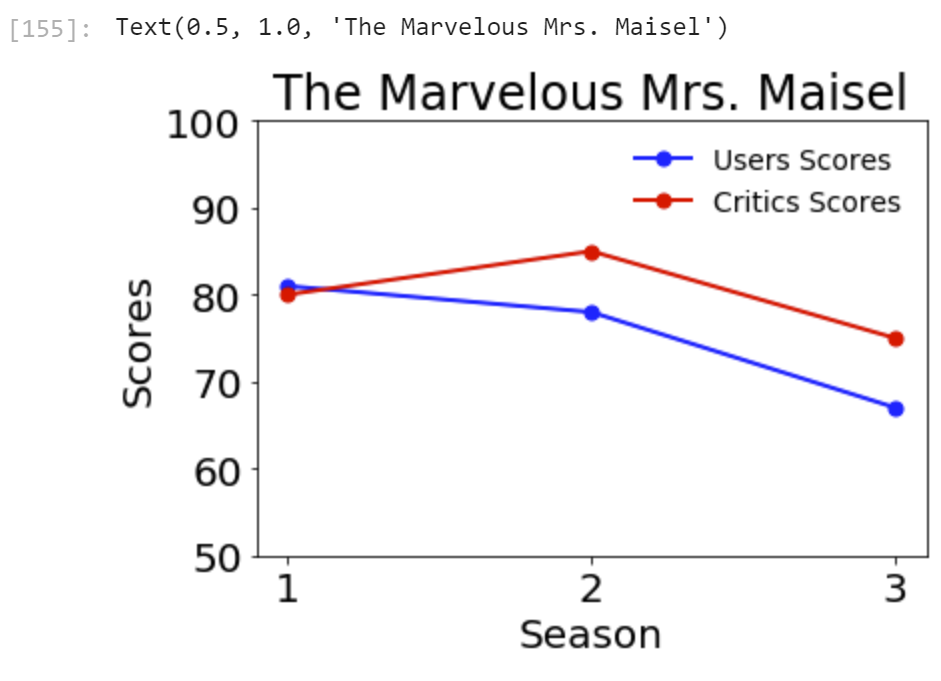 [155]: Text(0.5, 1.0, 'The Marvelous Mrs. Maisel')
The Marvelous Mrs. Maisel
100
90
80
70
60
50
Scores
Users Scores
Critics Scores
1 2 3
Season